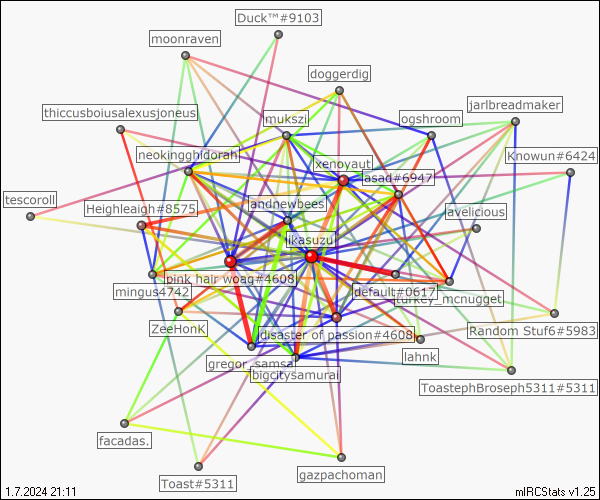 Duck™#9103
moonraven
doggerdig
jarlbreadmaker
thiccusboiusalexusjoneus
mukszi
ogshroom
neokingghidorah
xenoyaut
Knowun#6424
asad#6947
tescoroll
Heighleaigh#8575
andnewbees
avelicious
ikasuzu
pink hair woag#4608
default#0617
mingus4742
turk67_mcnugget
ZeeHonK
disaster of passion#4608
Random Stuf6#5983
gregor_samsa
lahnk
bigcitysamurai
ToastephBroseph5311#5311
facadas.
Toast#5311
gazpachoman
1.7.2024 21:11
mIRCStats v1.25